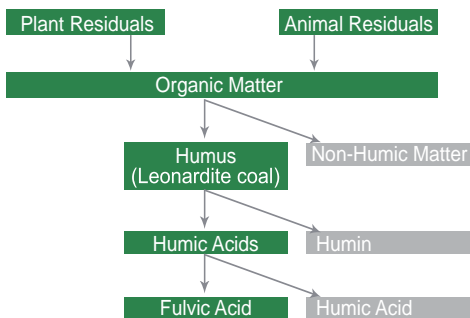 Plant Residuals
Animal Residuals
Organic Matter
Humus
(Leonardite coal)
Non-Humic Matter
Humic Acids
Humin
Fulvic Acid
Humic Acid